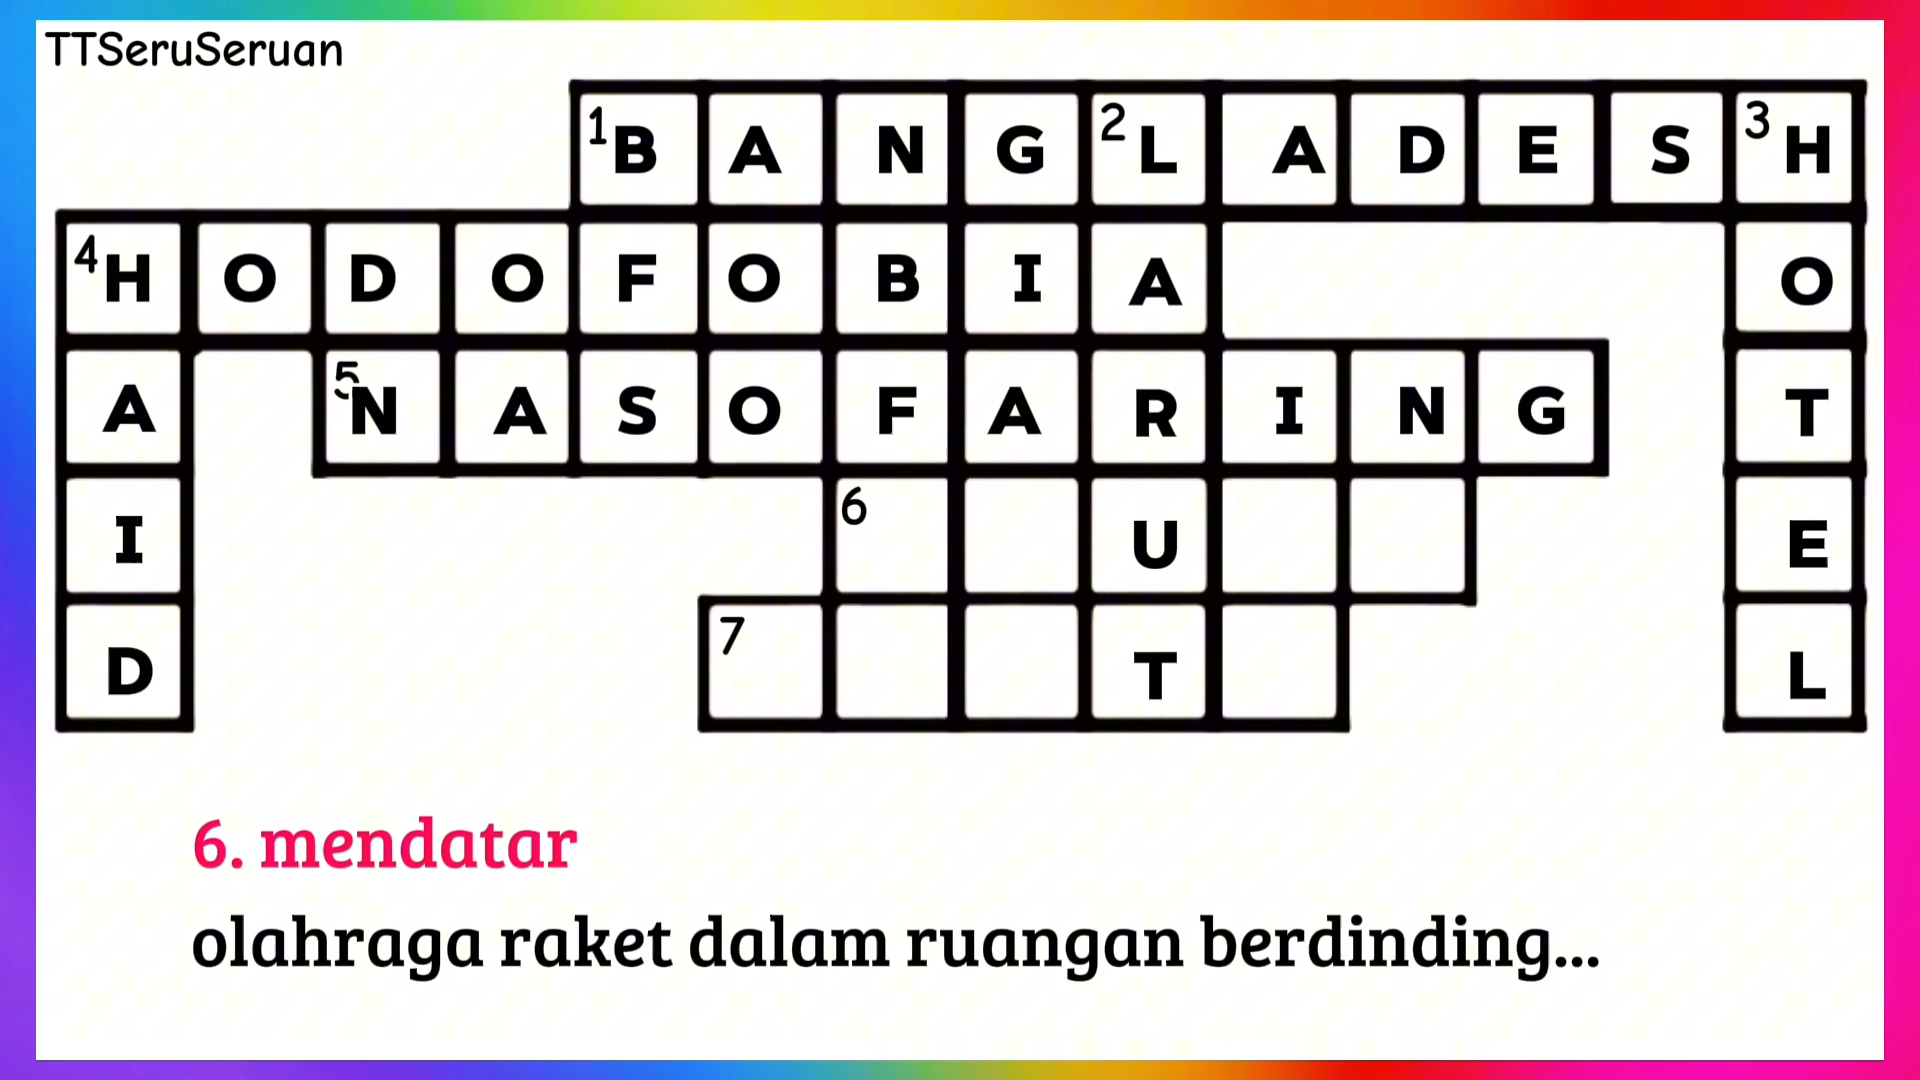 TTSeruSeruan
1B A N G 2L A D E S 3H
4H O D O F O B I A O
A 5N A S O F A R I N G T
I 6 U E
D 7 T L
6. mendatar
olahraga raket dalam ruangan berdinding...